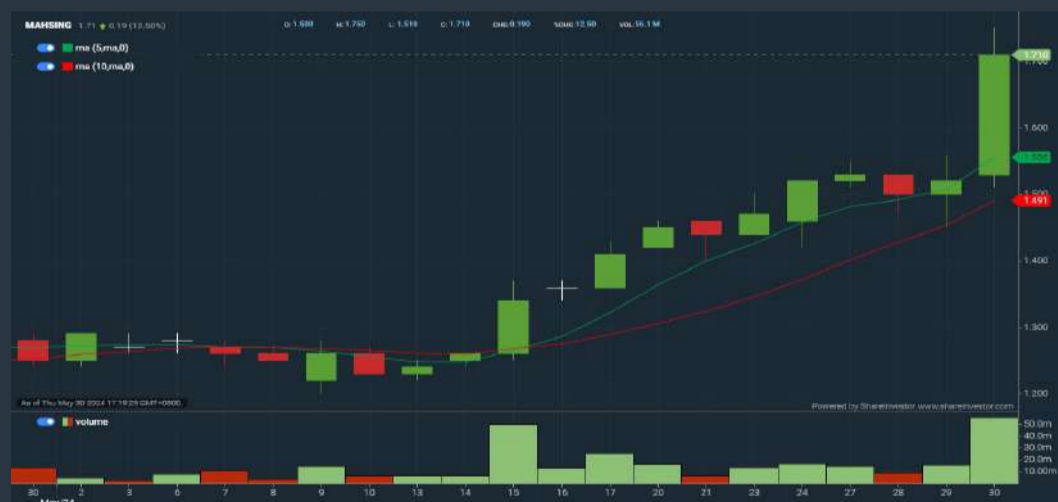 MAHSING 1.71 0.19 (12.50%) O: 1.530 H: 1.750 L: 1.510 C: 1.710 CHG: 0.190 %CHG: 12.50 VOL: 56.1 M
ma (5,ma,0)
ma (10,ma,0)
1.710
1.700
1.600
1.500
1.491
1.400
1.300
1.200
As of Thu May 30 2024 17:19:29 GMT+0800
Powered by ShareInvestor www.shareinvestor.com
volume
50.0m
40.0m
30.0m
20.0m
10.00m
30 2 3 6 7 8 9 10 13 14 15 16 17 20 21 23 24 27 28 29 30
May'24